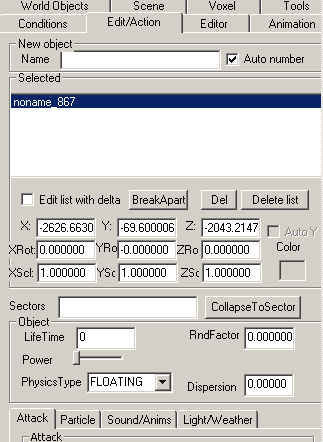 World Objects Scene Voxel Tools
Conditions Edit/Action Editor Animation
New object
Name Auto number
Selected
noname_867
Edit list with delta BreakApart Del Delete list
X: -2626.6630 Y: -69.600006 Z: -2043.2147 Auto Y
XRot: 0.000000 YRo -0.000000 ZRo 0.000000 Color
XScl: 1.000000 YSc 1.000000 ZSc 1.000000
Sectors CollapseToSector
Object
LifeTime 0 RndFactor 0.000000
Power
PhysicsType FLOATING Dispersion 0.00000
Attack Particle Sound/Anims Light/Weather
Attack